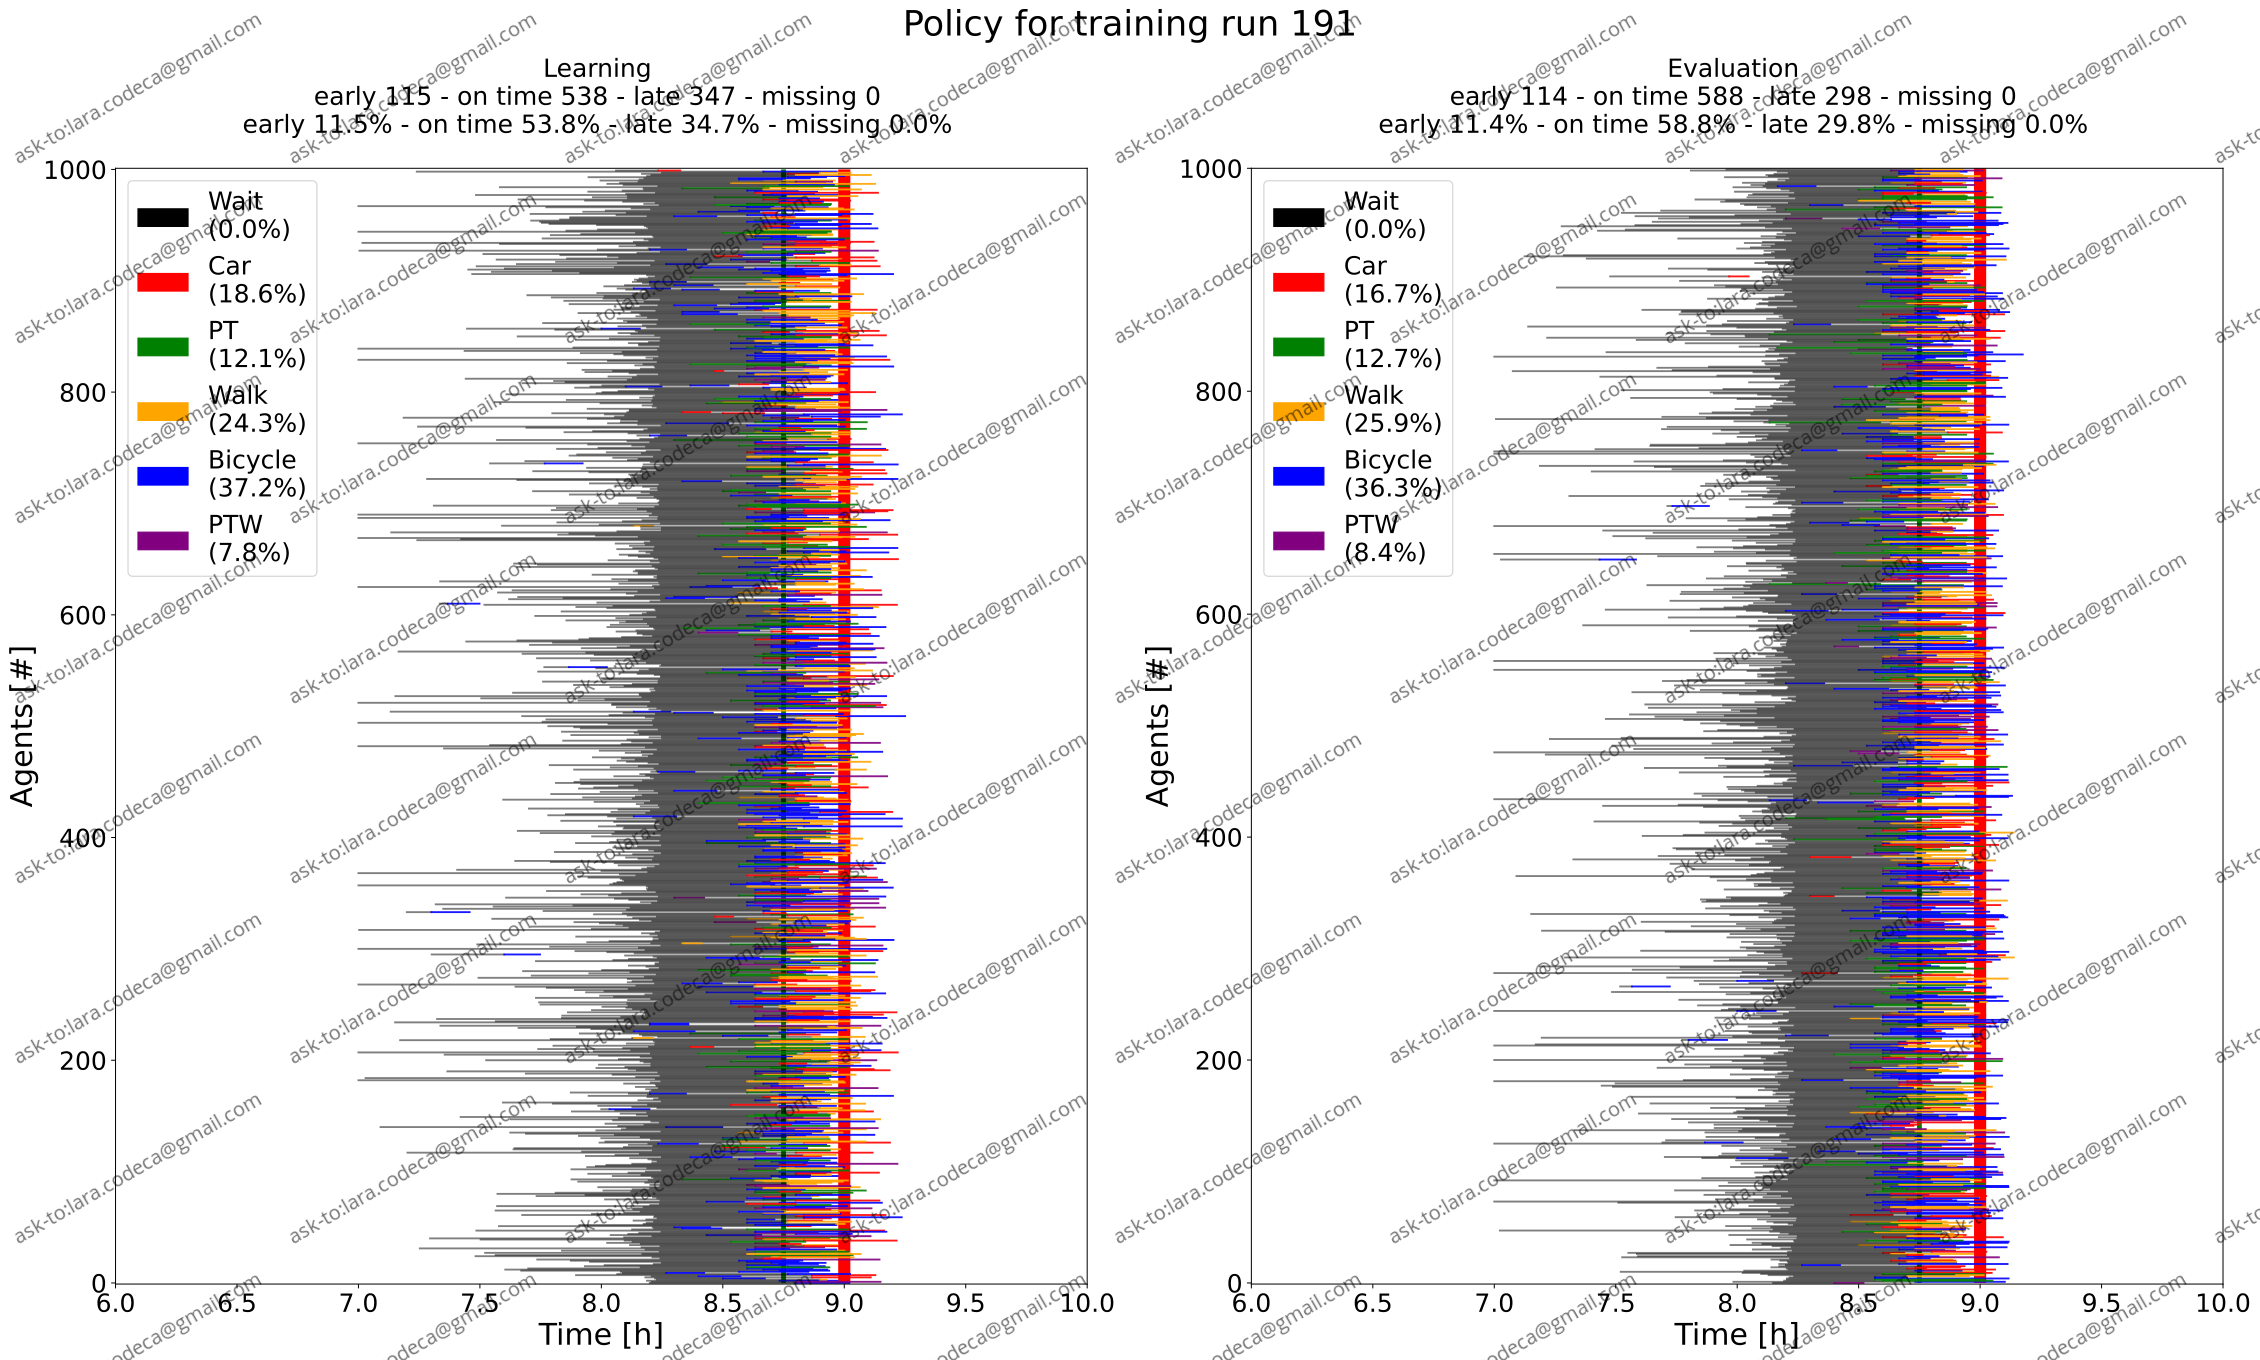 Policy for training run 191
Learning
early 115 - on time 538 - late 347 - missing 0
early 11.5% - on time 53.8% - late 34.7% - missing 0.0%
1000
800
600
400
200
0
Agents [#]
Wait
(0.0%)
Car
(18.6%)
PT
(12.1%)
Walk
(24.3%)
Bicycle
(37.2%)
PTW
(7.8%)
6.0 6.5 7.0 7.5 8.0 8.5 9.0 9.5 10.0
Time [h]
Evaluation
early 114 - on time 588 - late 298 - missing 0
early 11.4% - on time 58.8% - late 29.8% - missing 0.0%
1000
800
600
400
200
0
Agents [#]
Wait
(0.0%)
Car
(16.7%)
PT
(12.7%)
Walk
(25.9%)
Bicycle
(36.3%)
PTW
(8.4%)
6.0 6.5 7.0 7.5 8.0 8.5 9.0 9.5 10.0
Time [h]
ask-to:lara.codeca@gmail.com